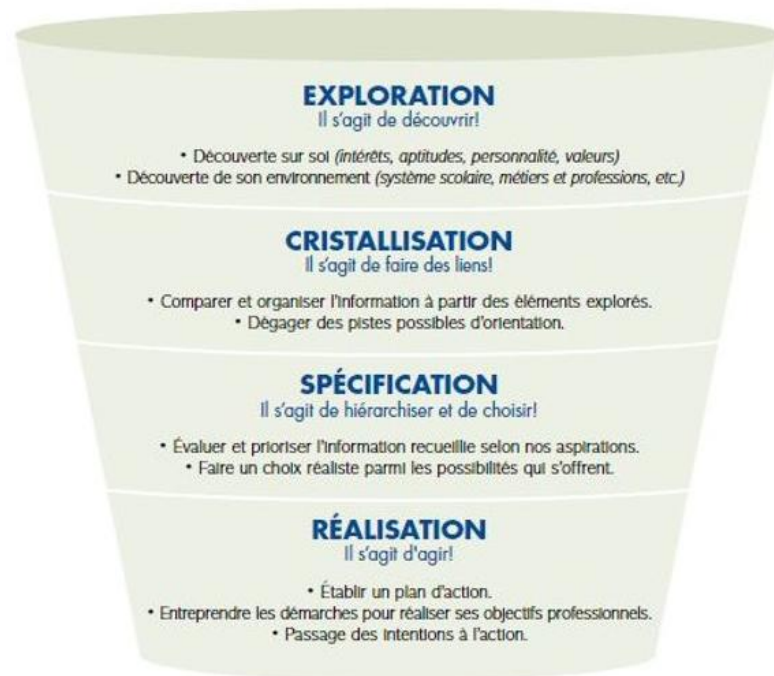 EXPLORATION
Il s'agit de découvrir!
• Découverte sur soi (intérêts, aptitudes, personnalité, valeurs)
• Découverte de son environnement (système scolaire, métiers et professions, etc.)
CRISTALLISATION
Il s'agit de faire des liens!
• Comparer et organiser l'information à partir des éléments explorés.
• Dégager des pistes possibles d'orientation.
SPÉCIFICATION
Il s'agit de hiérarchiser et de choisir!
• Évaluer et prioriser l'information recueillie selon nos aspirations.
• Faire un choix réaliste parmi les possibilités qui s'offrent.
RÉALISATION
Il s'agit d'agir!
• Établir un plan d'action.
• Entreprendre les démarches pour réaliser ses objectifs professionnels.
• Passage des intentions à l'action.